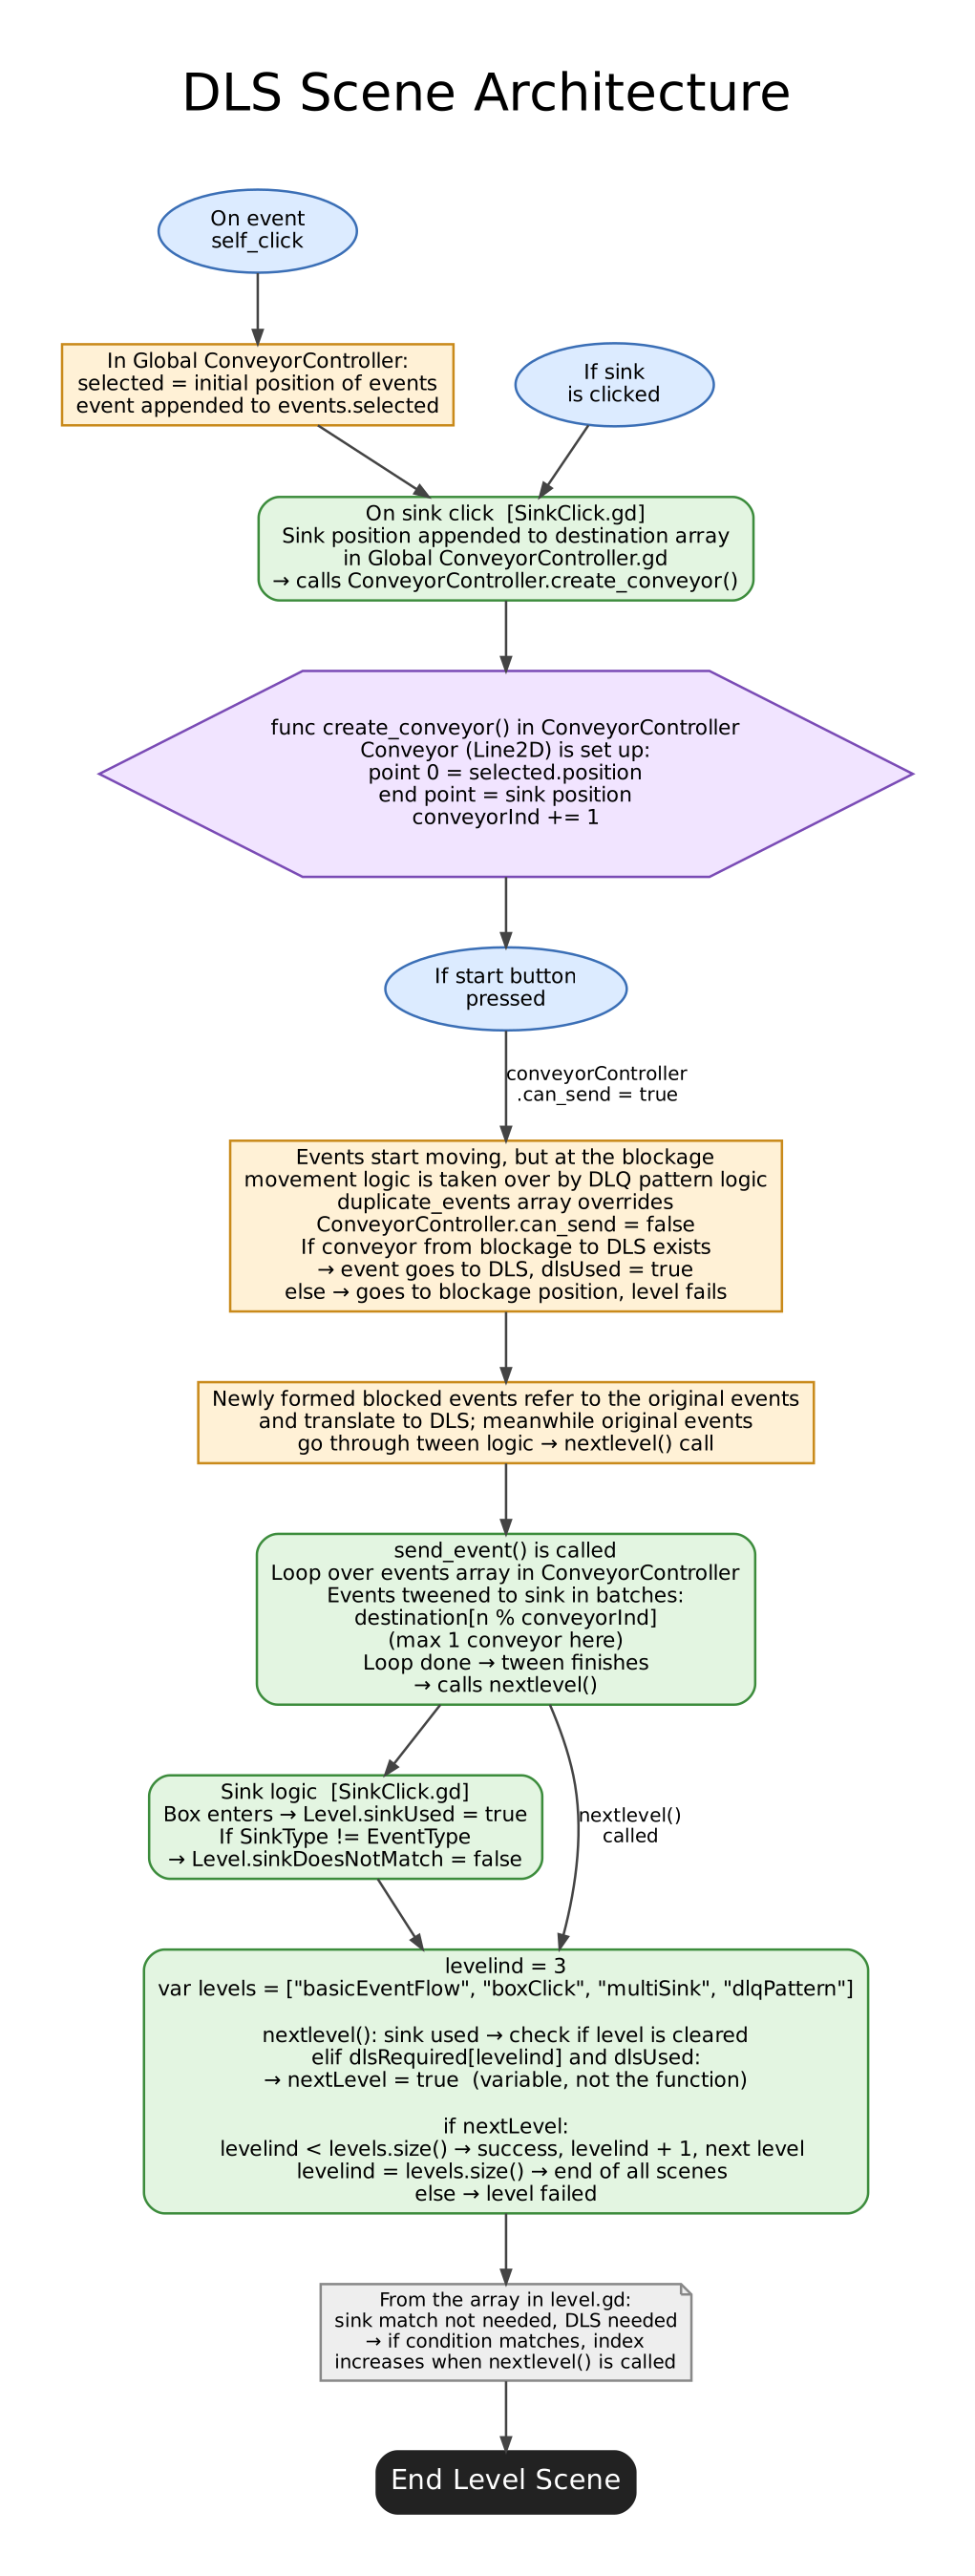 DLS Scene Architecture
On event
self_click
In Global ConveyorController:
selected = initial position of events
event appended to events.selected
If sink
is clicked
On sink click  [SinkClick.gd]
Sink position appended to destination array
in Global ConveyorController.gd
→ calls ConveyorController.create_conveyor()
func create_conveyor() in ConveyorController
Conveyor (Line2D) is set up:
point 0 = selected.position
end point = sink position
conveyorInd += 1
If start button
pressed
conveyorController
.can_send = true
Events start moving, but at the blockage
movement logic is taken over by DLQ pattern logic
duplicate_events array overrides
ConveyorController.can_send = false
If conveyor from blockage to DLS exists
→ event goes to DLS, dlsUsed = true
else → goes to blockage position, level fails
Newly formed blocked events refer to the original events
and translate to DLS; meanwhile original events
go through tween logic → nextlevel() call
send_event() is called
Loop over events array in ConveyorController
Events tweened to sink in batches:
destination[n % conveyorInd]
(max 1 conveyor here)
Loop done → tween finishes
→ calls nextlevel()
Sink logic  [SinkClick.gd]
Box enters → Level.sinkUsed = true
If SinkType != EventType
→ Level.sinkDoesNotMatch = false
nextlevel()
called
levelind = 3
var levels = ["basicEventFlow", "boxClick", "multiSink", "dlqPattern"]
nextlevel(): sink used → check if level is cleared
elif dlsRequired[levelind] and dlsUsed:
→ nextLevel = true  (variable, not the function)
if nextLevel:
levelind < levels.size() → success, levelind + 1, next level
levelind = levels.size() → end of all scenes
else → level failed
From the array in level.gd:
sink match not needed, DLS needed
→ if condition matches, index
increases when nextlevel() is called
End Level Scene